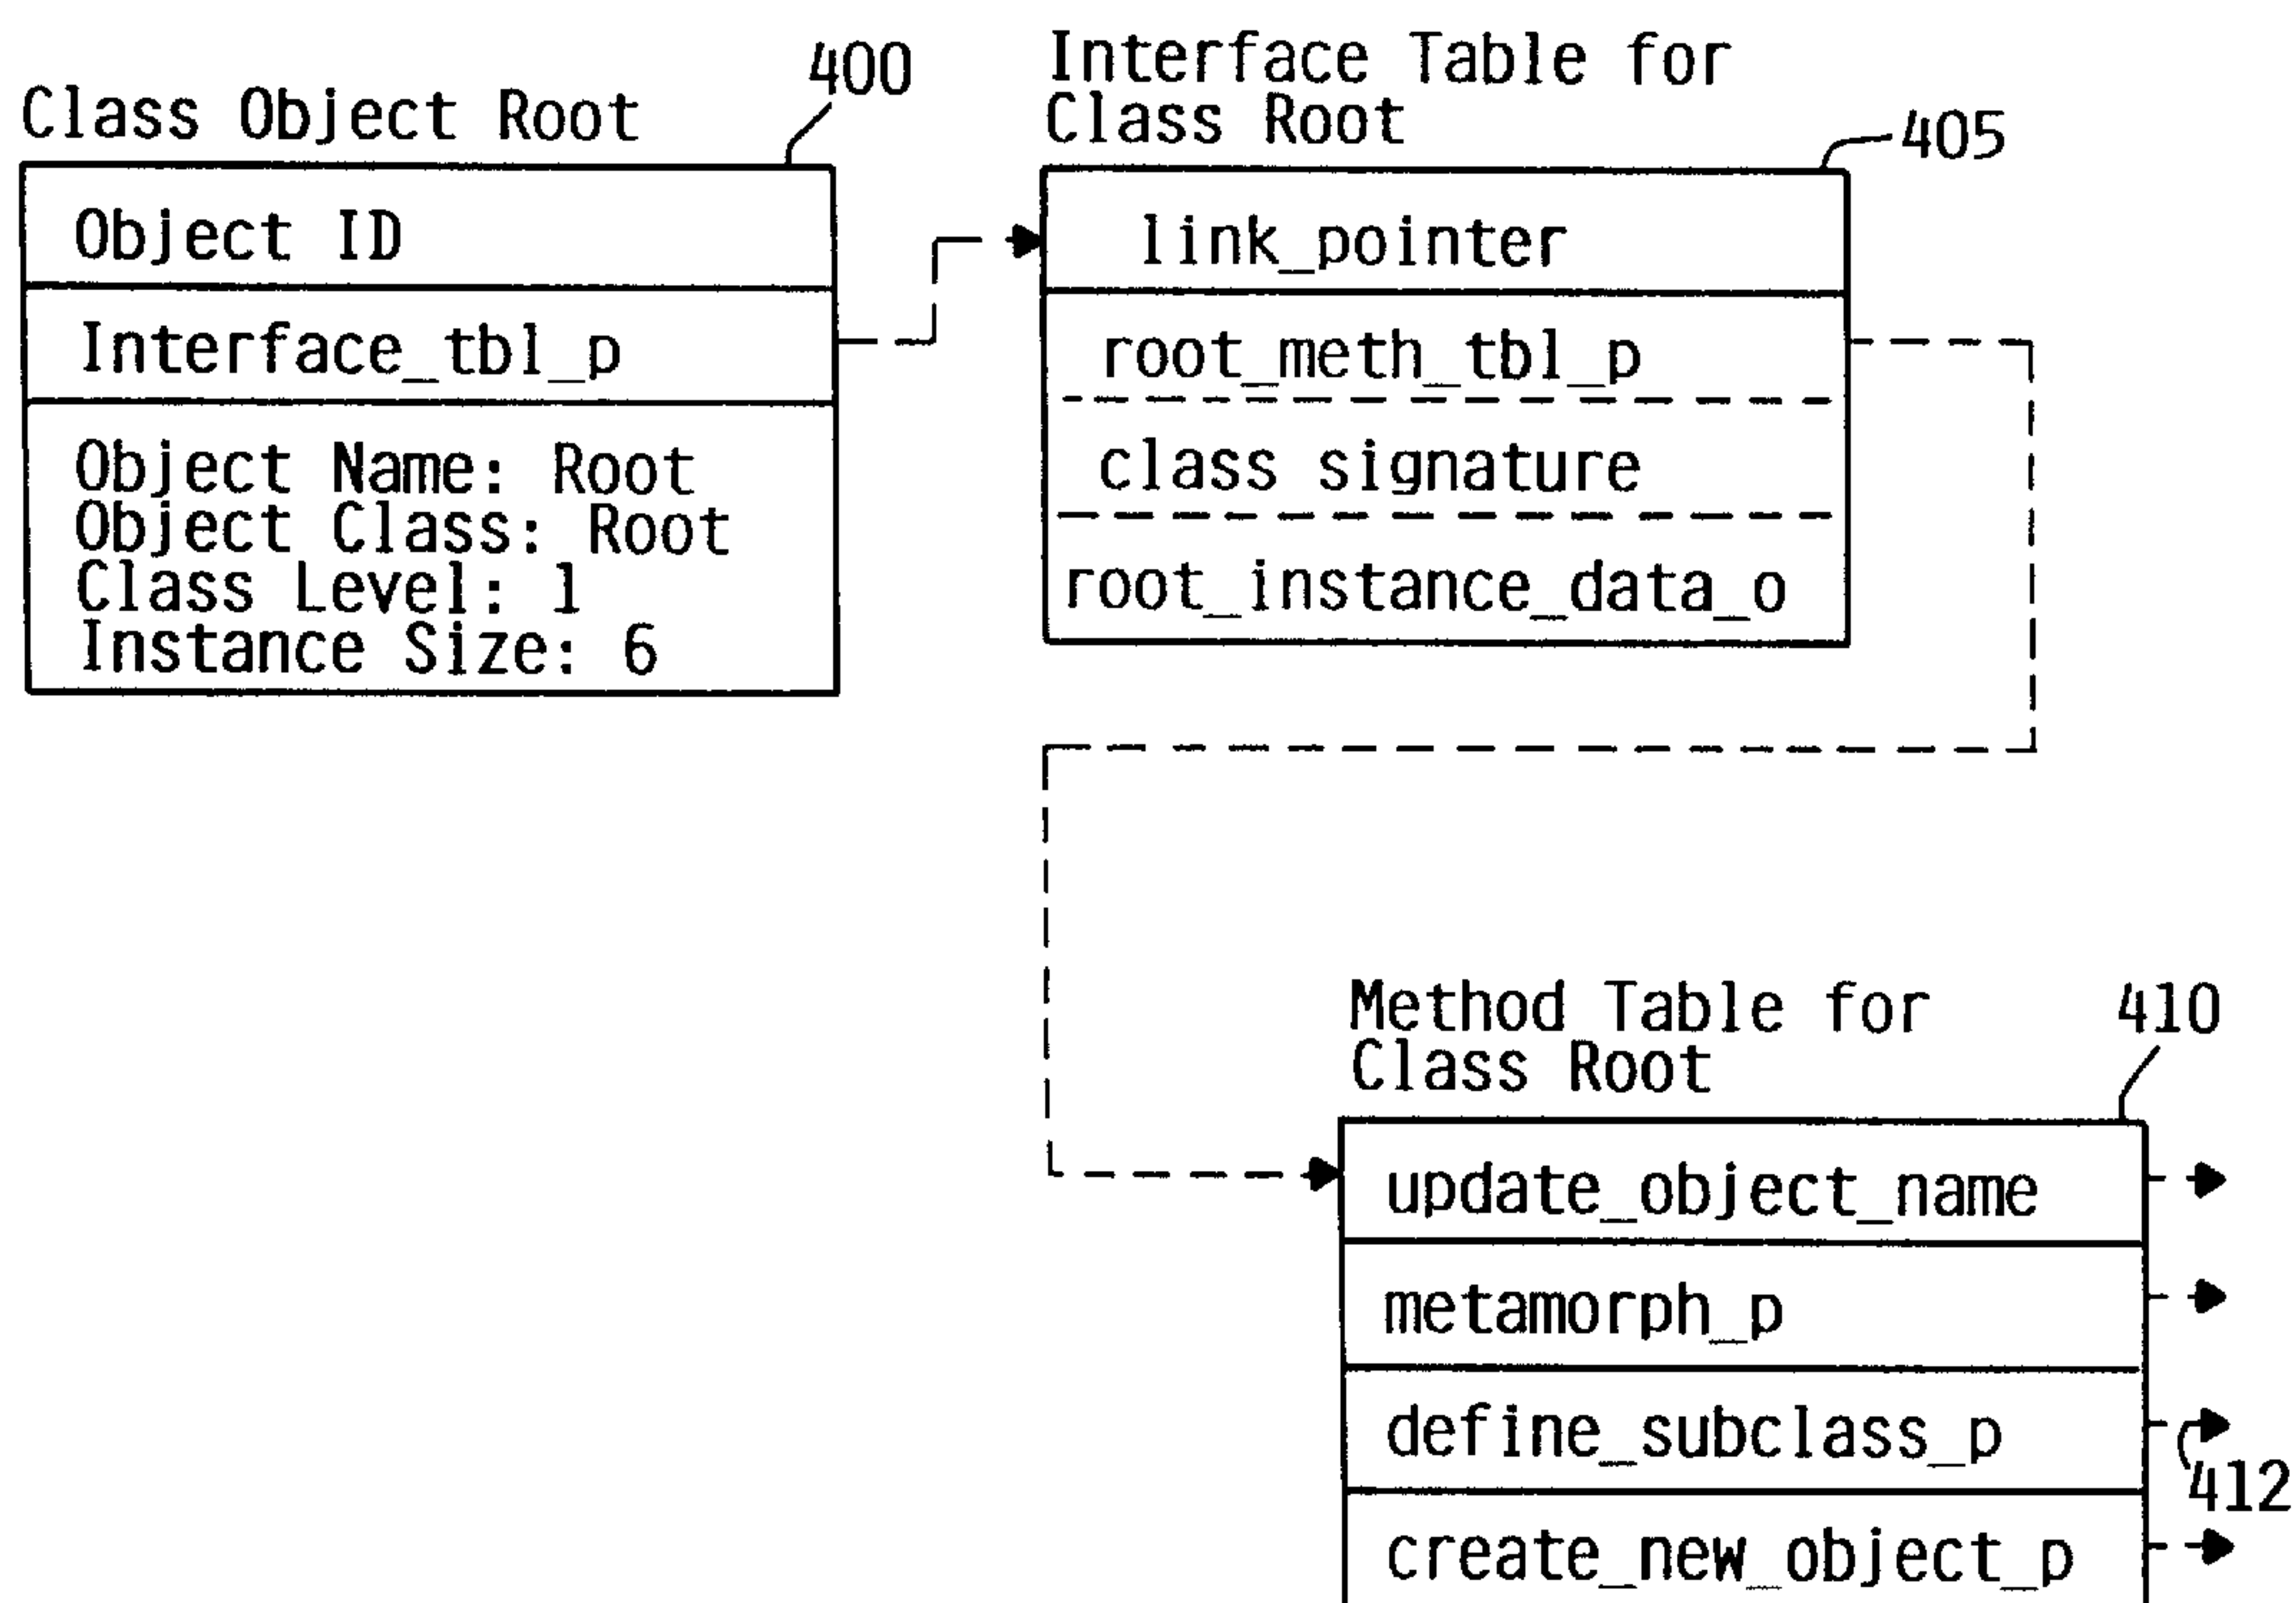 Class Object Root
400
Object ID
Interface_tbl_p
Object Name: Root
Object Class: Root
Class Level: 1
Instance Size: 6
Interface Table for
Class Root
405
link_pointer
root_meth_tbl_p
class signature
root_instance_data_o
Method Table for
Class Root
410
update_object_name
metamorph_p
define_subclass_p
412
create_new_object_p